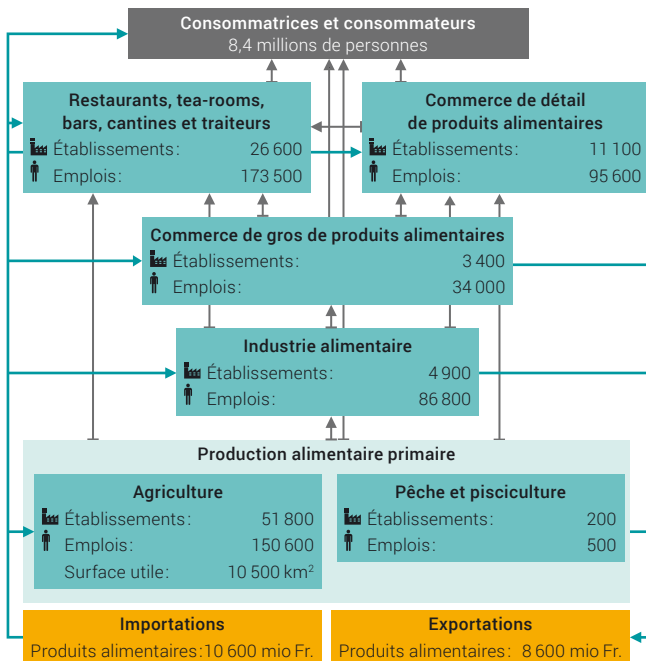 Consommatrices et consommateurs
8,4 millions de personnes
Restaurants, tea-rooms,
bars, cantines et traiteurs
Établissements: 26 600
Emplois: 173 500
Commerce de détail
de produits alimentaires
Établissements: 11 100
Emplois: 95 600
Commerce de gros de produits alimentaires
Établissements: 3 400
Emplois: 34 000
Industrie alimentaire
Établissements: 4 900
Emplois: 86 800
Production alimentaire primaire
Agriculture
Établissements: 51 800
Emplois: 150 600
Surface utile: 10 500 km²
Pêche et pisciculture
Établissements: 200
Emplois: 500
Importations
Produits alimentaires: 10 600 mio Fr.
Exportations
Produits alimentaires: 8 600 mio Fr.